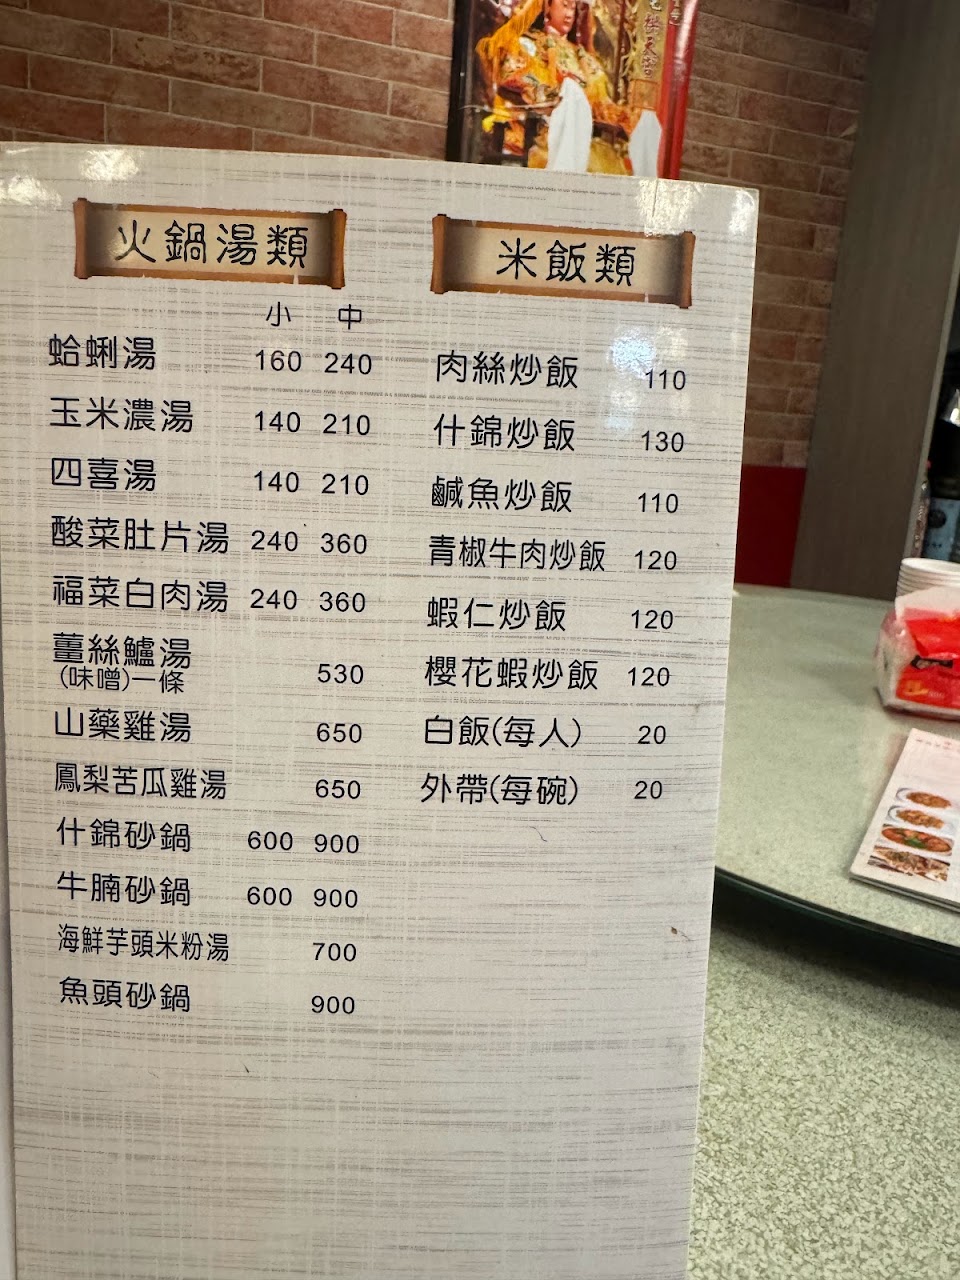 火鍋湯類
小 中
蛤蜊湯 160 240
玉米濃湯 140 210
四喜湯 140 210
酸菜肚片湯 240 360
福菜白肉湯 240 360
薑絲鱸湯 530
(味噌)一條
山藥雞湯 650
鳳梨苦瓜雞湯 650
什錦砂鍋 600 900
牛腩砂鍋 600 900
海鮮芋頭米粉湯 700
魚頭砂鍋 900
米飯類
肉絲炒飯 110
什錦炒飯 130
鹹魚炒飯 110
青椒牛肉炒飯 120
蝦仁炒飯 120
櫻花蝦炒飯 120
白飯(每人) 20
外帶(每碗) 20